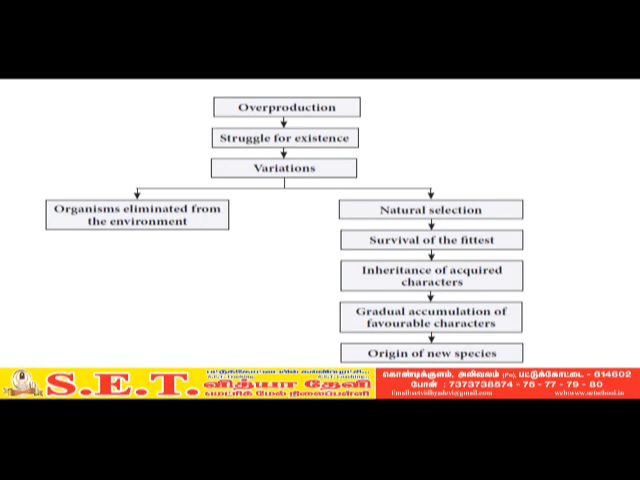 Overproduction
Struggle for existence
Variations
Organisms eliminated from
the environment
Natural selection
Survival of the fittest
Inheritance of acquired
characters
Gradual accumulation of
favourable characters
Origin of new species
S.E.T.
வித்யா தேவி
மெட்ரிக் மேல் நிலைப்பள்ளி
கொண்டிக்குளம், அலிவலம் (Po), பட்டுக்கோட்டை – 614602
போன் : 7373738574 - 75 - 77 - 79 - 80